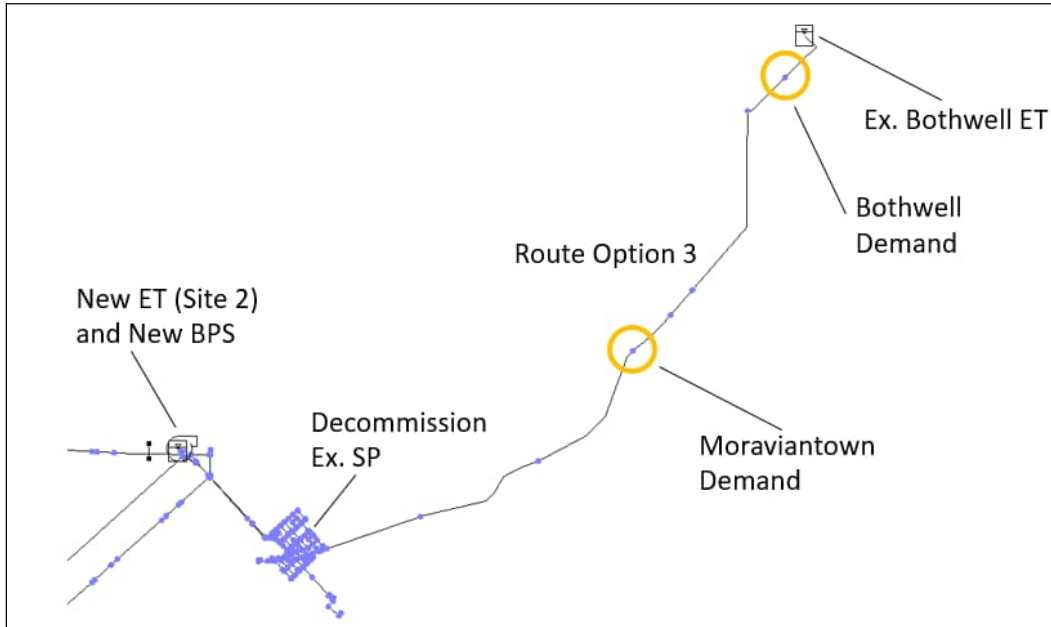 Ex. Bothwell ET
Bothwell
Demand
Route Option 3
New ET (Site 2)
and New BPS
Decommission
Ex. SP
Moraviantown
Demand